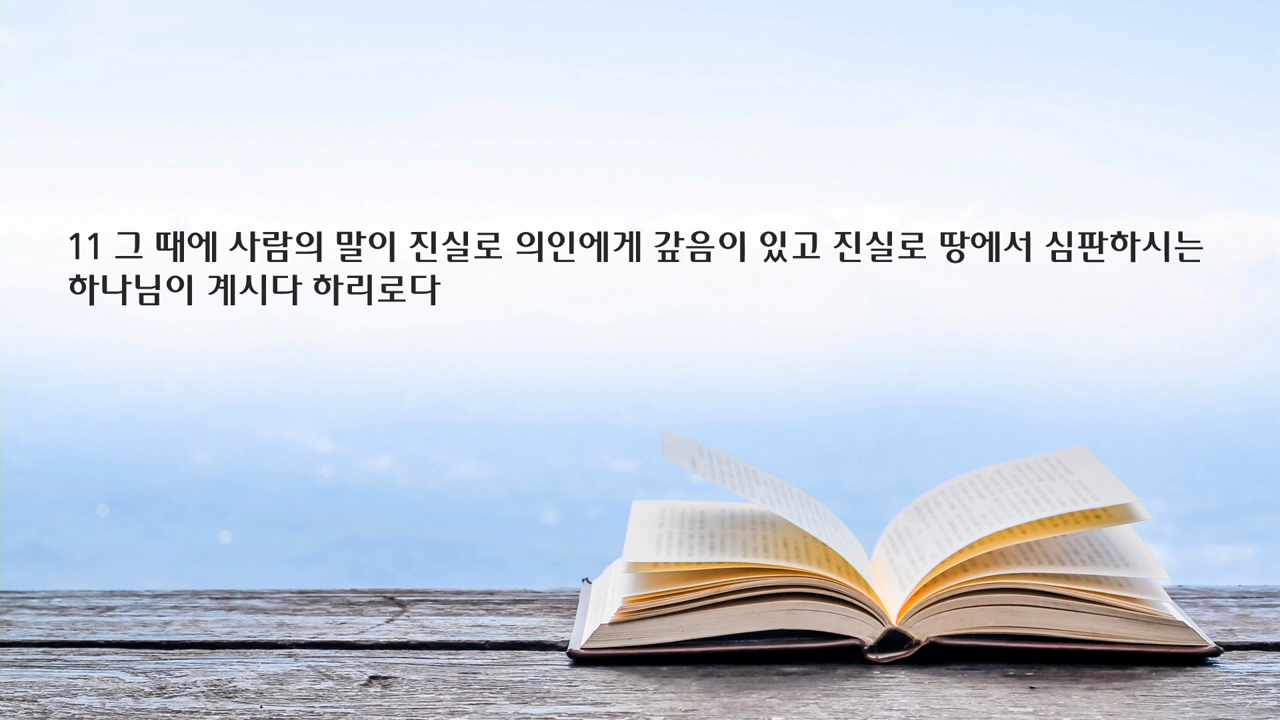 11 그 때에 사람의 말이 진실로 의인에게 갚음이 있고 진실로 땅에서 심판하시는
하나님이 계시다 하리로다